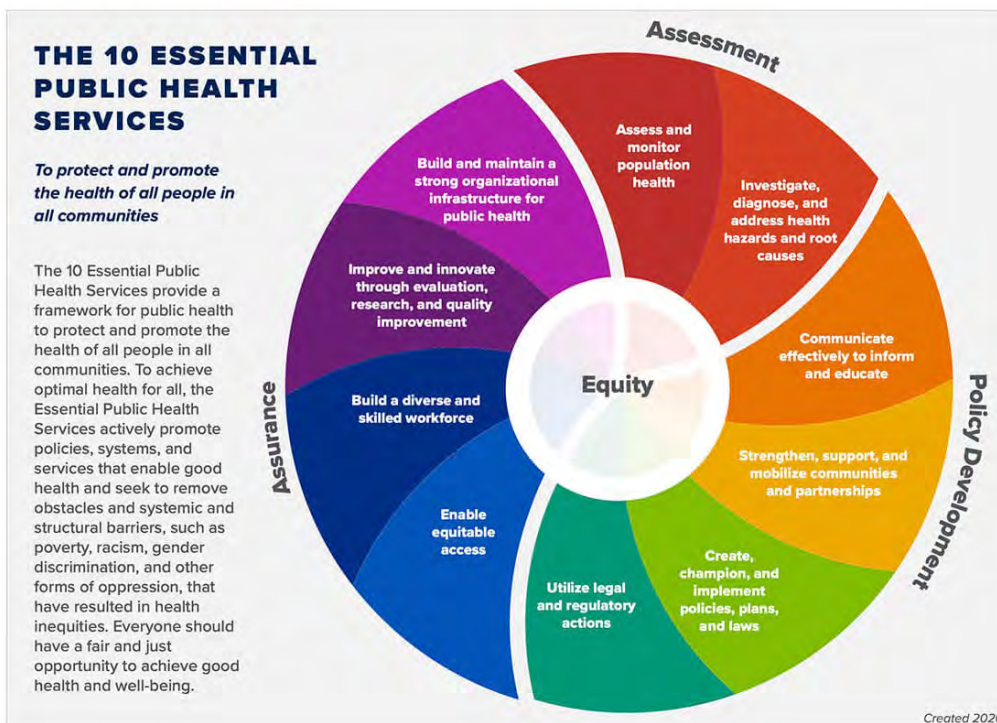 THE 10 ESSENTIAL
PUBLIC HEALTH
SERVICES
To protect and promote
the health of all people in
all communities
The 10 Essential Public
Health Services provide a
framework for public health
to protect and promote the
health of all people in all
communities. To achieve
optimal health for all, the
Essential Public Health
Services actively promote
policies, systems, and
services that enable good
health and seek to remove
obstacles and systemic and
structural barriers, such as
poverty, racism, gender
discrimination, and other
forms of oppression, that
have resulted in health
inequities. Everyone should
have a fair and just
opportunity to achieve good
health and well-being.
Assessment
Assess and
monitor
population
health
Investigate,
diagnose, and
address health
hazards and root
causes
Policy Development
Communicate
effectively to inform
and educate
Strengthen, support, and
mobilize communities
and partnerships
Create,
champion, and
implement
policies, plans,
and laws
Utilize legal
and regulatory
actions
Assurance
Enable
equitable
access
Build a diverse and
skilled workforce
Improve and innovate
through evaluation,
research, and quality
improvement
Build and maintain a
strong organizational
infrastructure for
public health
Equity
Created